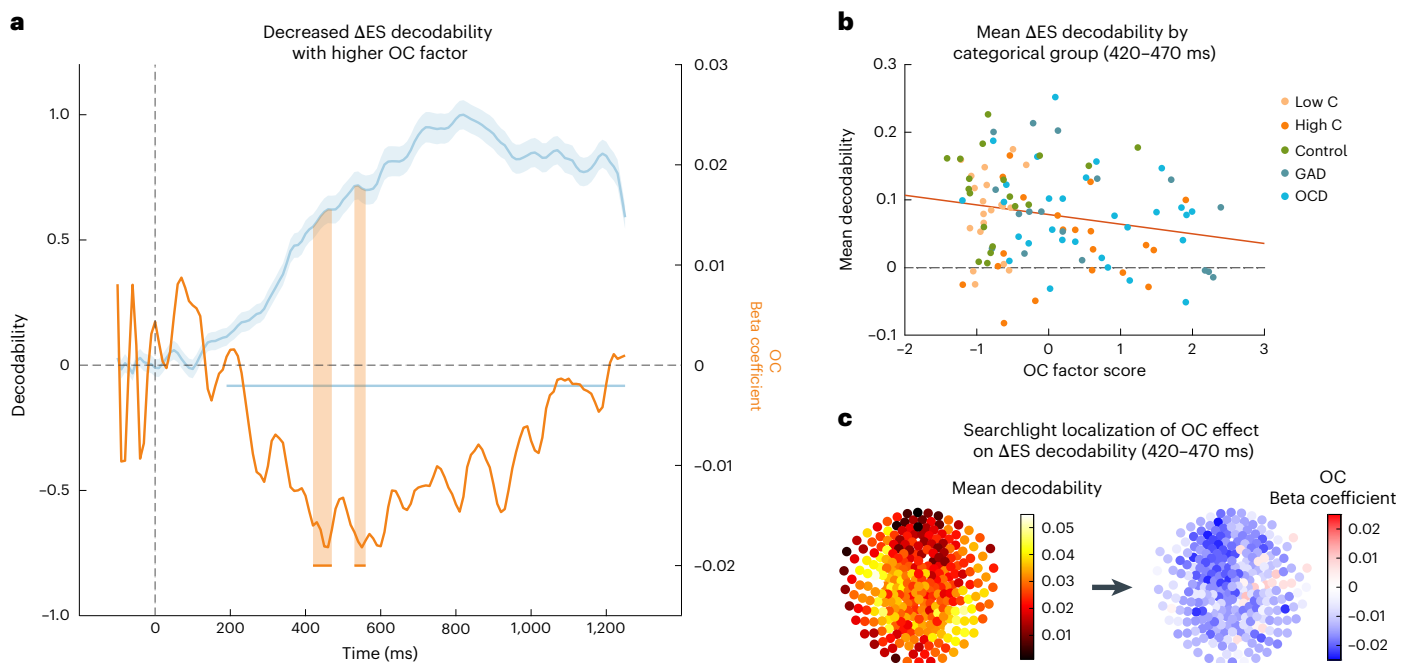 a
Decreased ΔES decodability
with higher OC factor
1.0
0.5
0
–0.5
–1.0
Decodability
0.03
0.02
0.01
0
–0.01
–0.02
OC
Beta coefficient
0
200
400
600
800
1,000
1,200
Time (ms)
b
Mean ΔES decodability by
categorical group (420–470 ms)
0.3
0.2
0.1
0
–0.1
Mean decodability
–2
–1
0
1
2
3
OC factor score
Low C
High C
Control
GAD
OCD
c
Searchlight localization of OC effect
on ΔES decodability (420–470 ms)
Mean decodability
0.05
0.04
0.03
0.02
0.01
OC
Beta coefficient
0.02
0.01
0
–0.01
–0.02